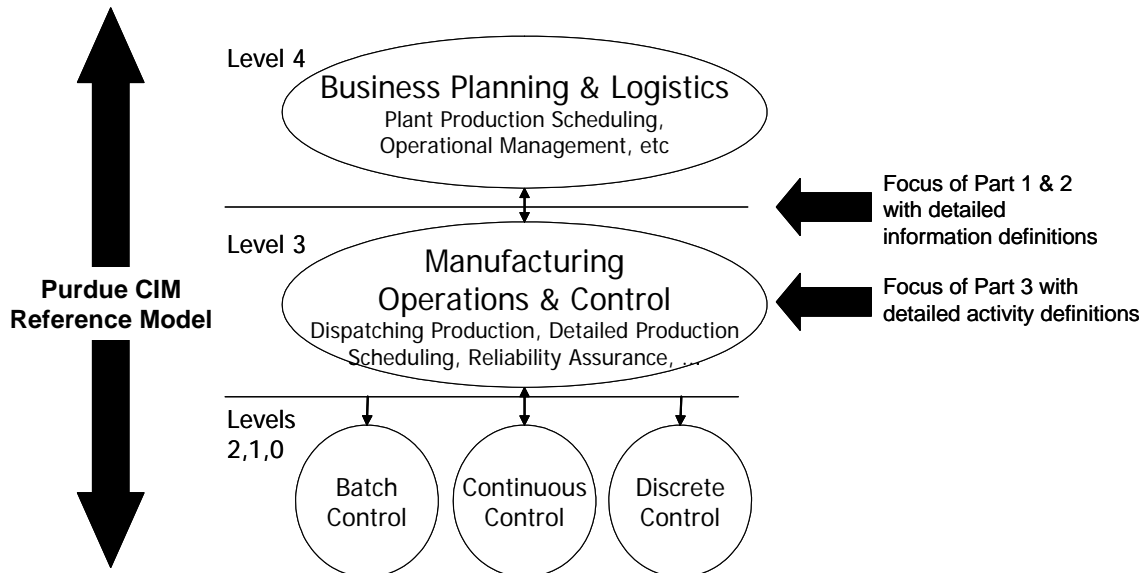 Level 4
Business Planning & Logistics
Plant Production Scheduling,
Operational Management, etc
Focus of Part 1 & 2
with detailed
information definitions
Level 3
Manufacturing
Operations & Control
Dispatching Production, Detailed Production
Scheduling, Reliability Assurance, ...
Focus of Part 3 with
detailed activity definitions
Purdue CIM
Reference Model
Levels
2,1,0
Batch
Control
Continuous
Control
Discrete
Control